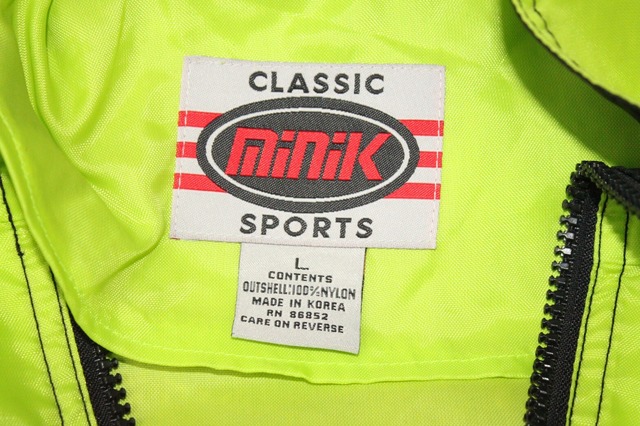 CLASSIC
MINIK
SPORTS
L
CONTENTS
OUTSHELL:100%NYLON
MADE IN KOREA
RN 86852
CARE ON REVERSE